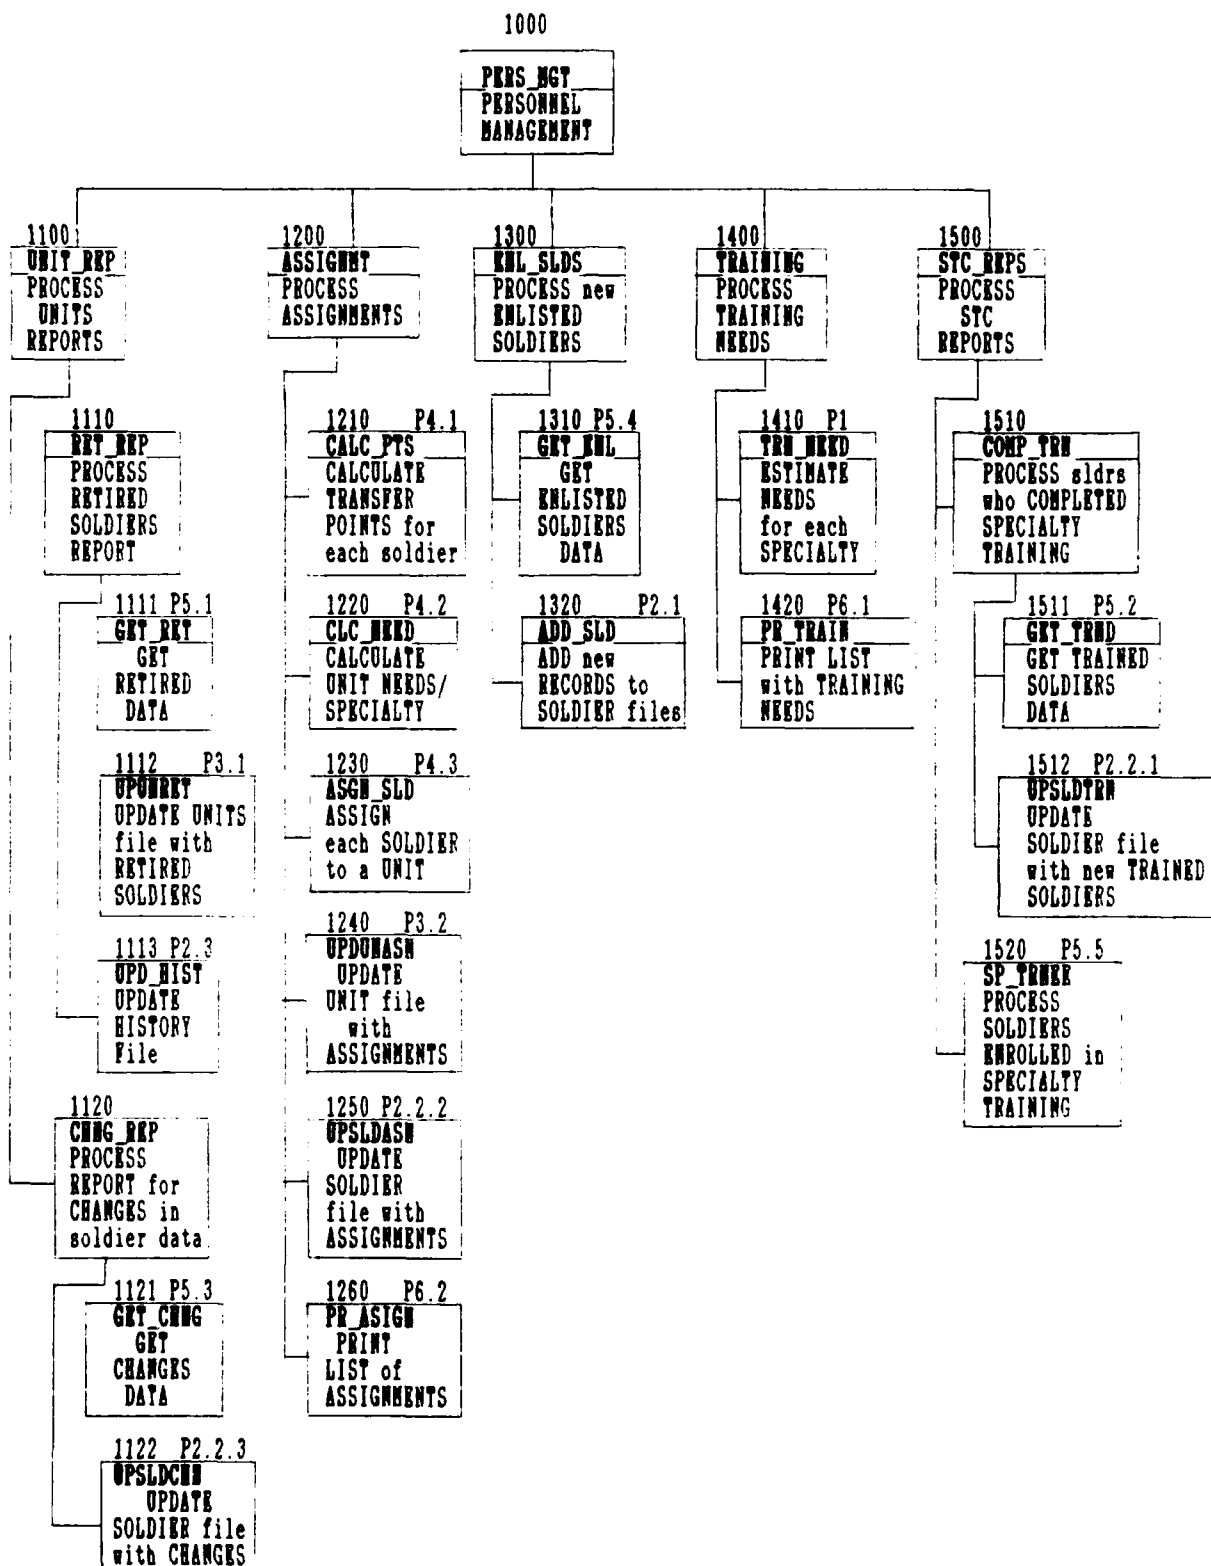 1000
PERS_MGT
PERSONNEL
MANAGEMENT
1100
UNIT_REP
PROCESS
UNITS
REPORTS
1110
RET_REP
PROCESS
RETIRED
SOLDIERS
REPORT
1111 P5.1
GET_RET
GET
RETIRED
DATA
1112 P3.1
UPUNRET
UPDATE UNITS
file with
RETIRED
SOLDIERS
1113 P2.3
UPD_HIST
UPDATE
HISTORY
File
1120
CHNG_REP
PROCESS
REPORT for
CHANGES in
soldier data
1121 P5.3
GET_CHNG
GET
CHANGES
DATA
1122 P2.2.3
UPSLDCHN
UPDATE
SOLDIER file
with CHANGES
1200
ASSIGNMT
PROCESS
ASSIGNMENTS
1210 P4.1
CALC_PTS
CALCULATE
TRANSFER
POINTS for
each soldier
1220 P4.2
CLC_NEED
CALCULATE
UNIT NEEDS/
SPECIALTY
1230 P4.3
ASGN_SLD
ASSIGN
each SOLDIER
to a UNIT
1240 P3.2
UPDUNASN
UPDATE
UNIT file
with
ASSIGNMENTS
1250 P2.2.2
UPSLDASN
UPDATE
SOLDIER
file with
ASSIGNMENTS
1260 P6.2
PR_ASIGN
PRINT
LIST of
ASSIGNMENTS
1300
ENL_SLDS
PROCESS new
ENLISTED
SOLDIERS
1310 P5.4
GET_ENL
GET
ENLISTED
SOLDIERS
DATA
1320 P2.1
ADD_SLD
ADD new
RECORDS to
SOLDIER files
1400
TRAINING
PROCESS
TRAINING
NEEDS
1410 P1
TRN_NEED
ESTIMATE
NEEDS
for each
SPECIALTY
1420 P6.1
PR_TRAIN
PRINT LIST
with TRAINING
NEEDS
1500
STC_REPS
PROCESS
STC
REPORTS
1510
COMP_TRN
PROCESS sldrs
who COMPLETED
SPECIALTY
TRAINING
1511 P5.2
GET_TRND
GET TRAINED
SOLDIERS
DATA
1512 P2.2.1
UPSLDTRN
UPDATE
SOLDIER file
with new TRAINED
SOLDIERS
1520 P5.5
SP_TRNEE
PROCESS
SOLDIERS
ENROLLED in
SPECIALTY
TRAINING